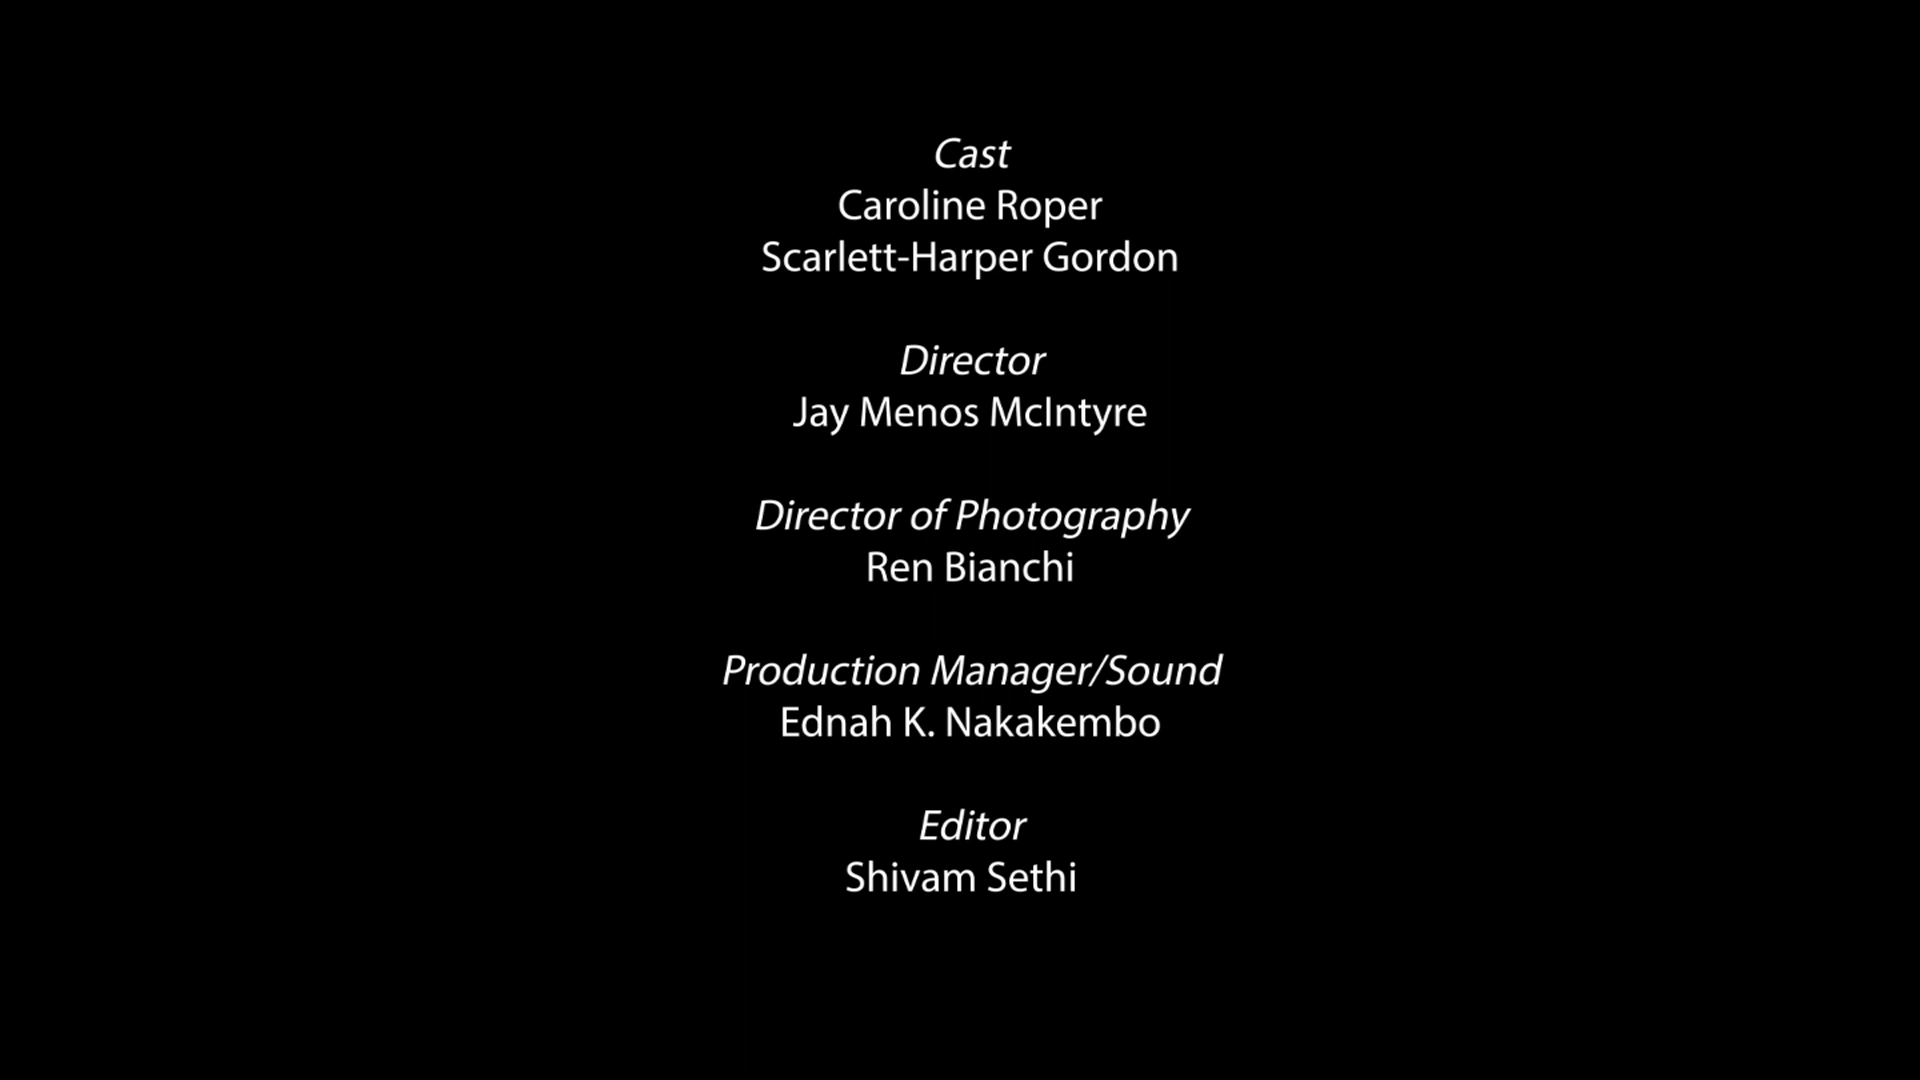 Cast
Caroline Roper
Scarlett-Harper Gordon
Director
Jay Menos McIntyre
Director of Photography
Ren Bianchi
Production Manager/Sound
Ednah K. Nakakembo
Editor
Shivam Sethi